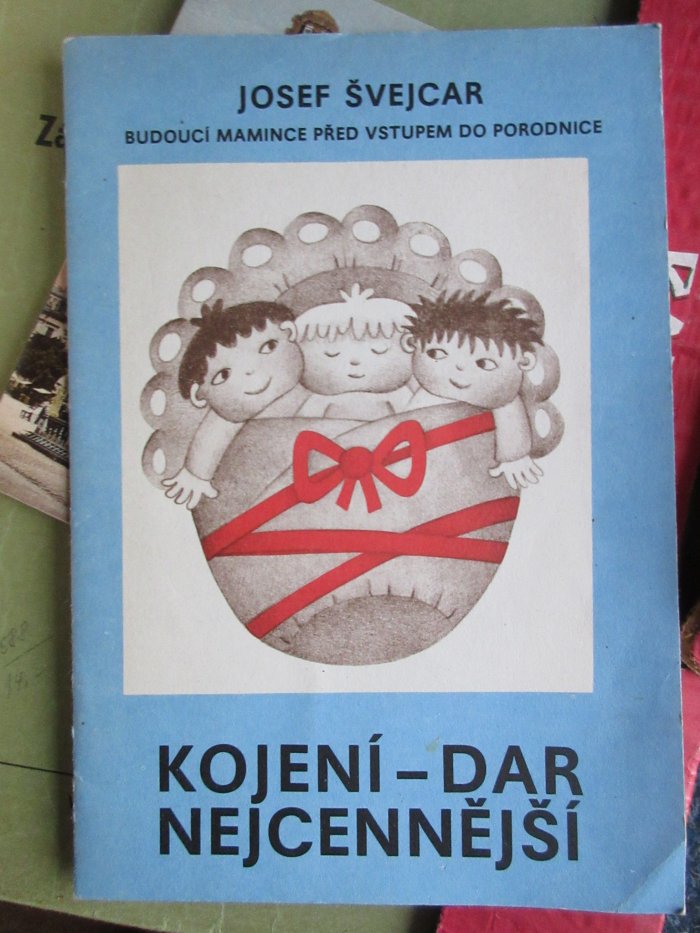 JOSEF ŠVEJCAR
BUDOUCÍ MAMINCE PŘED VSTUPEM DO PORODNICE
KOJENÍ – DAR
NEJCENNĚJŠÍ